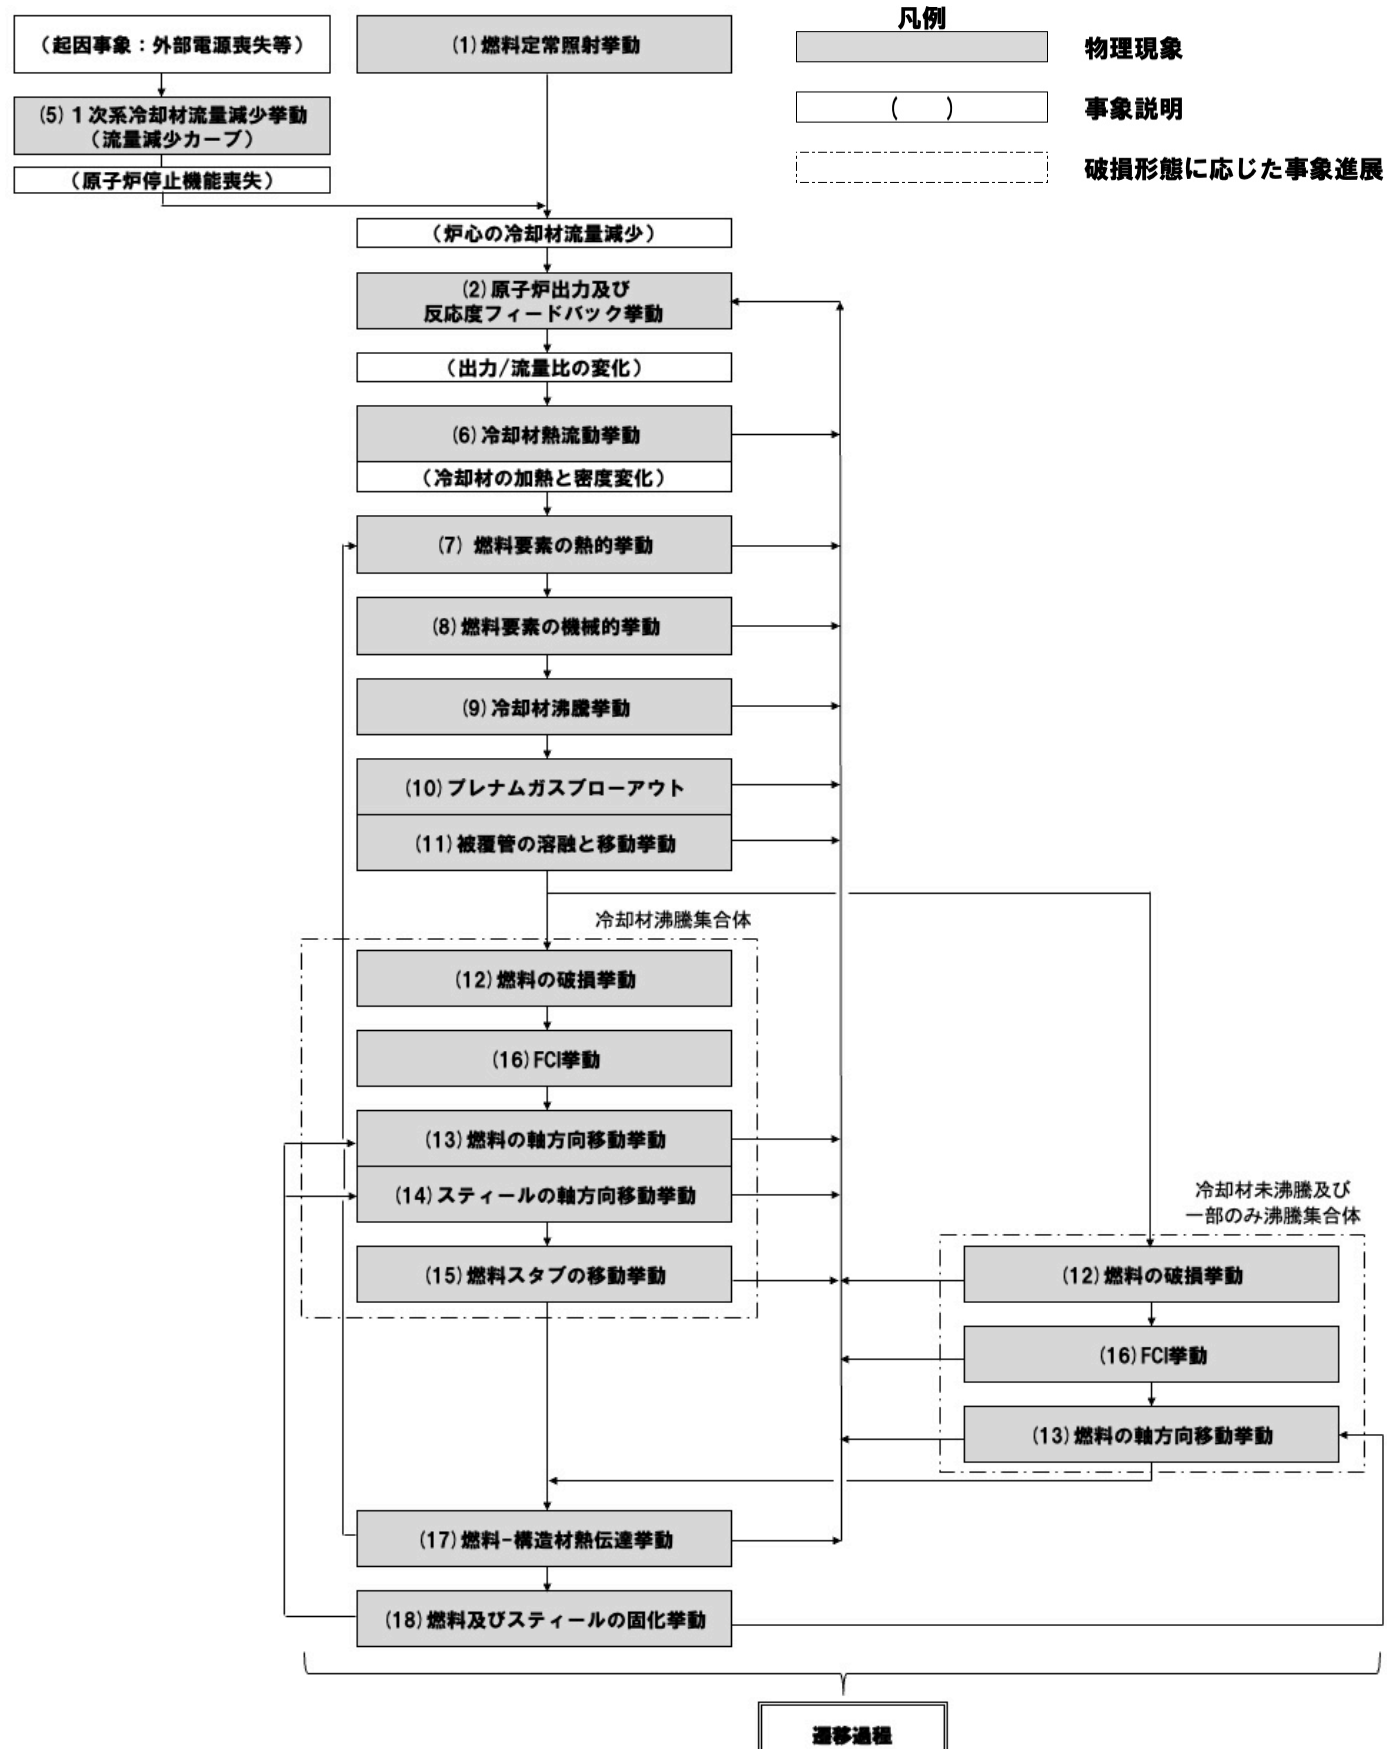 凡例
物理現象
( )
事象説明
破損形態に応じた事象進展
(起因事象:外部電源喪失等)
(5)1次系冷却材流量減少挙動
(流量減少カーブ)
(原子炉停止機能喪失)
(1)燃料定常照射挙動
(炉心の冷却材流量減少)
(2)原子炉出力及び
反応度フィードバック挙動
(出力/流量比の変化)
(6)冷却材熱流動挙動
(冷却材の加熱と密度変化)
(7) 燃料要素の熱的挙動
(8)燃料要素の機械的挙動
(9)冷却材沸騰挙動
(10)プレナムガスブローアウト
(11)被覆管の溶融と移動挙動
冷却材沸騰集合体
(12)燃料の破損挙動
(16)FCI挙動
(13)燃料の軸方向移動挙動
(14)スティールの軸方向移動挙動
(15)燃料スタブの移動挙動
冷却材未沸騰及び
一部のみ沸騰集合体
(12)燃料の破損挙動
(16)FCI挙動
(13)燃料の軸方向移動挙動
(17)燃料-構造材熱伝達挙動
(18)燃料及びスティールの固化挙動
遷移過程